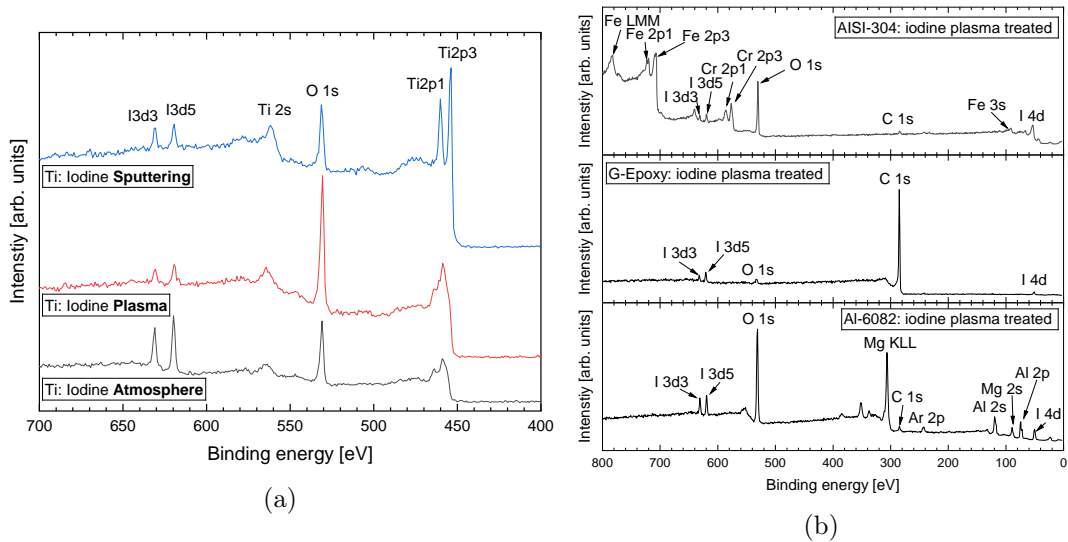 I3d3
I3d5
Ti 2s
O 1s
Ti2p1
Ti2p3
Ti: Iodine Sputtering
Ti: Iodine Plasma
Ti: Iodine Atmosphere
Intensity [arb. units]
700 650 600 550 500 450 400
Binding energy [eV]
(a)
AISI-304: iodine plasma treated
Fe LMM
Fe 2p1
Fe 2p3
I 3d3
I 3d5
Cr 2p1
Cr 2p3
O 1s
C 1s
Fe 3s
I 4d
Intenstiy [arb. units]
G-Epoxy: iodine plasma treated
C 1s
I 3d3
I 3d5
O 1s
I 4d
Intenstiy [arb. units]
Al-6082: iodine plasma treated
O 1s
Mg KLL
I 3d3
I 3d5
C 1s
Ar 2p
Al 2s
Mg 2s
Al 2p
I 4d
Intenstiy [arb. units]
800 700 600 500 400 300 200 100 0
Binding energy [eV]
(b)